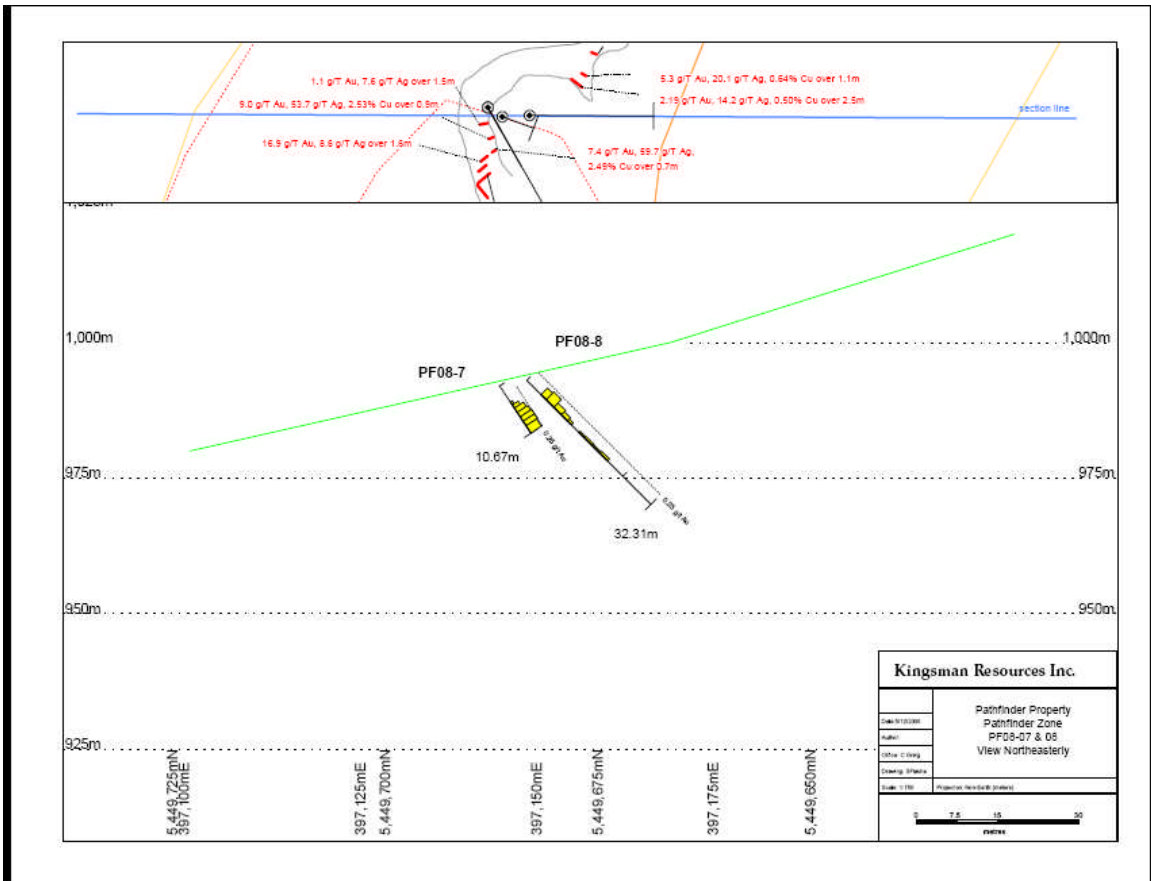 1.1 g/T Au, 7.6 g/T Ag over 1.5m
5.3 g/T Au, 20.1 g/T Ag, 0.64% Cu over 1.1m
9.0 g/T Au, 53.7 g/T Ag, 2.53% Cu over 0.9m
2.19 g/T Au, 14.2 g/T Ag, 0.50% Cu over 2.5m
section line
16.9 g/T Au, 8.6 g/T Ag over 1.6m
7.4 g/T Au, 59.7 g/T Ag,
2.49% Cu over 0.7m
1,000m
PF08-8
1,000m
PF08-7
10.67m
975m
975m
32.31m
950m
950m
925m
5,449,725mN
397,100mE
397,125mE
5,449,700mN
397,150mE
5,449,675mN
397,175mE
5,449,650mN
Kingsman Resources Inc.
Pathfinder Property
Pathfinder Zone
PF08-07 & 08
View Northeasterly
Author:
0 7.5 15 30
metres